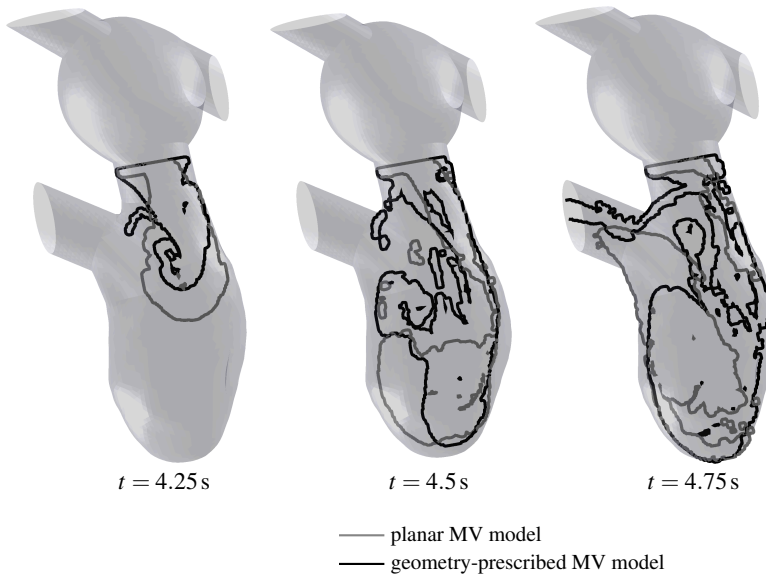 t = 4.25 s
t = 4.5 s
t = 4.75 s
planar MV model
geometry-prescribed MV model